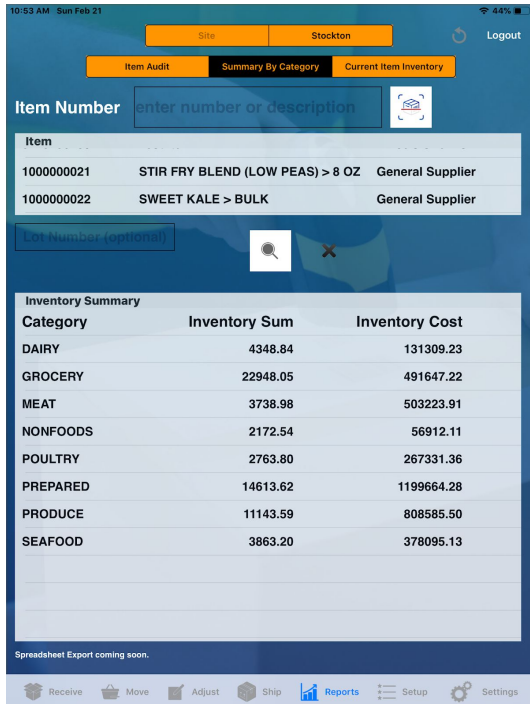 10:53 AM Sun Feb 21 44%
Site Stockton Logout
Item Audit Summary By Category Current Item Inventory
Item Number enter number or description
Item
1000000021 STIR FRY BLEND (LOW PEAS) > 8 OZ General Supplier
1000000022 SWEET KALE > BULK General Supplier
Lot Number (optional)
Inventory Summary
Category Inventory Sum Inventory Cost
DAIRY 4348.84 131309.23
GROCERY 22948.05 491647.22
MEAT 3738.98 503223.91
NONFOODS 2172.54 56912.11
POULTRY 2763.80 267331.36
PREPARED 14613.62 1199664.28
PRODUCE 11143.59 808585.50
SEAFOOD 3863.20 378095.13
Spreadsheet Export coming soon.
Receive Move Adjust Ship Reports Setup Settings